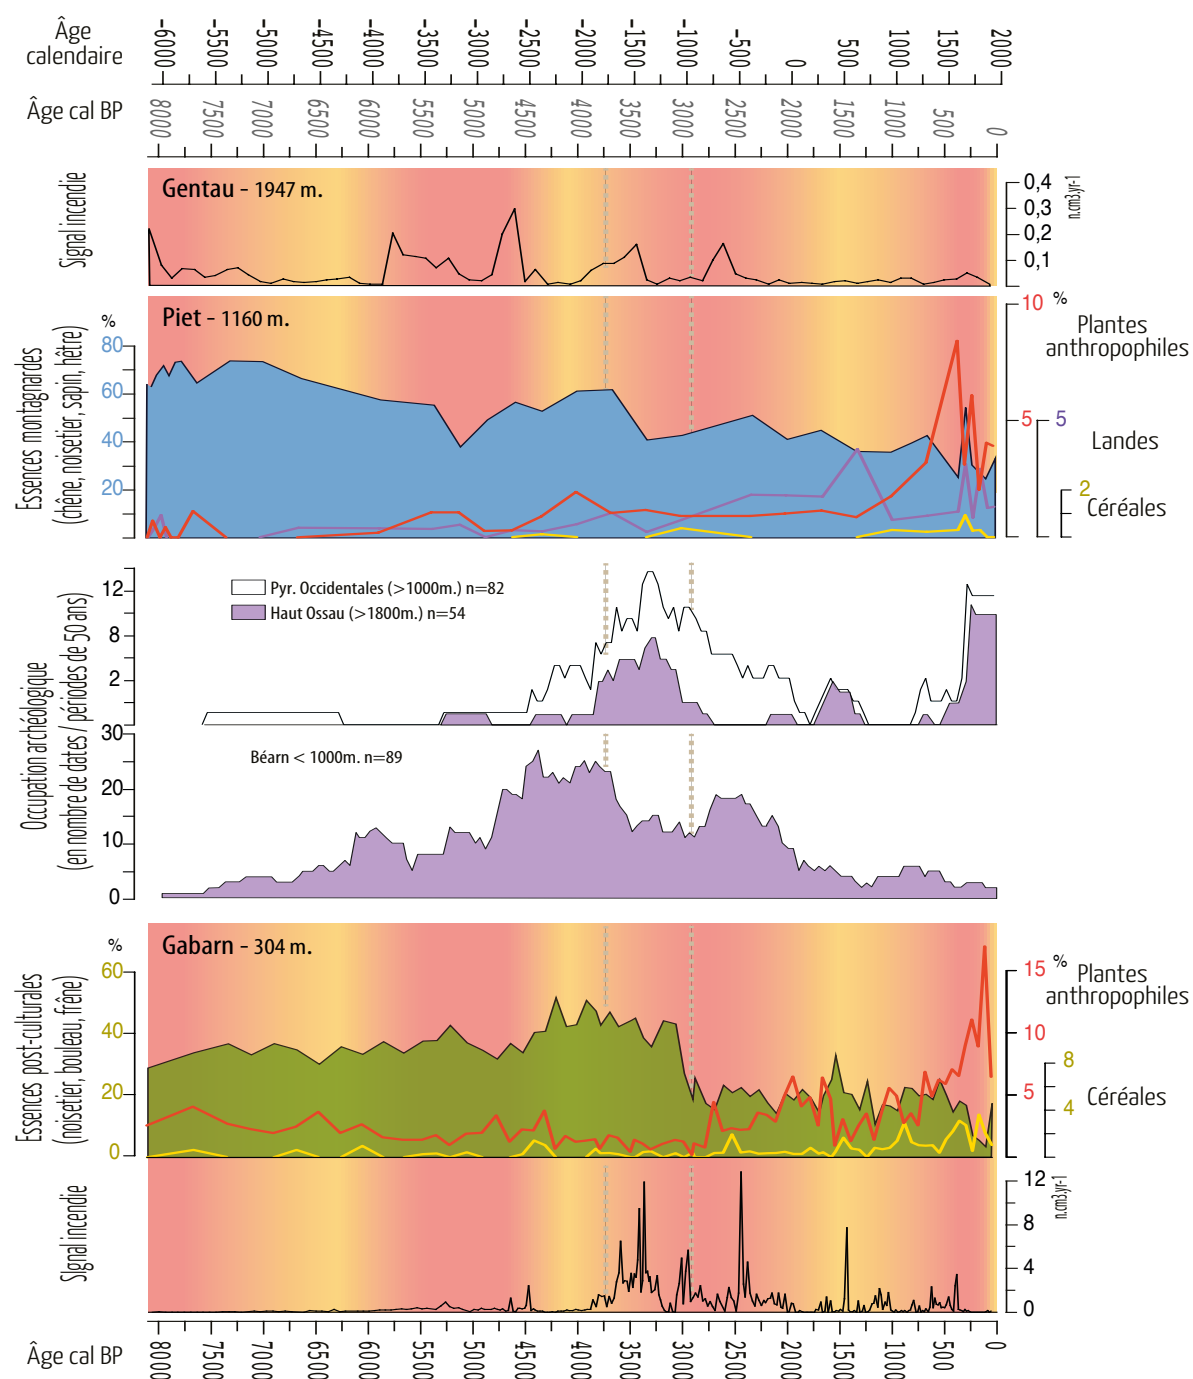 Âge
calendaire
-6000 -5500 -5000 -4500 -4000 -3500 -3000 -2500 -2000 -1500 -1000 -500 0 500 1000 1500 2000
Âge cal BP
8000 7500 7000 6500 6000 5500 5000 4500 4000 3500 3000 2500 2000 1500 1000 500 0
Signal incendie
Gentau - 1947 m.
0,4
0,3
0,2
0,1
n.cm3.yr-1
Essences montagnardes
(chêne, noisetier, sapin, hêtre)
%
80
60
40
20
Piet - 1160 m.
10
%
5
5
2
Plantes
anthropophiles
Landes
Céréales
Occupation archéologique
(en nombre de dates / périodes de 50 ans)
12
8
2
30
Pyr. Occidentales (>1000m.) n=82
Haut Ossau (>1800m.) n=54
30
20
10
0
Béarn < 1000m. n=89
Essences post-culturales
(noisetier, bouleau, frêne)
%
60
40
20
0
Gabarn - 304 m.
15
%
10
5
8
4
Plantes
anthropophiles
Céréales
Signal incendie
12
8
4
0
n.cm3.yr-1
Âge cal BP
8000 7500 7000 6500 6000 5500 5000 4500 4000 3500 3000 2500 2000 1500 1000 500 0